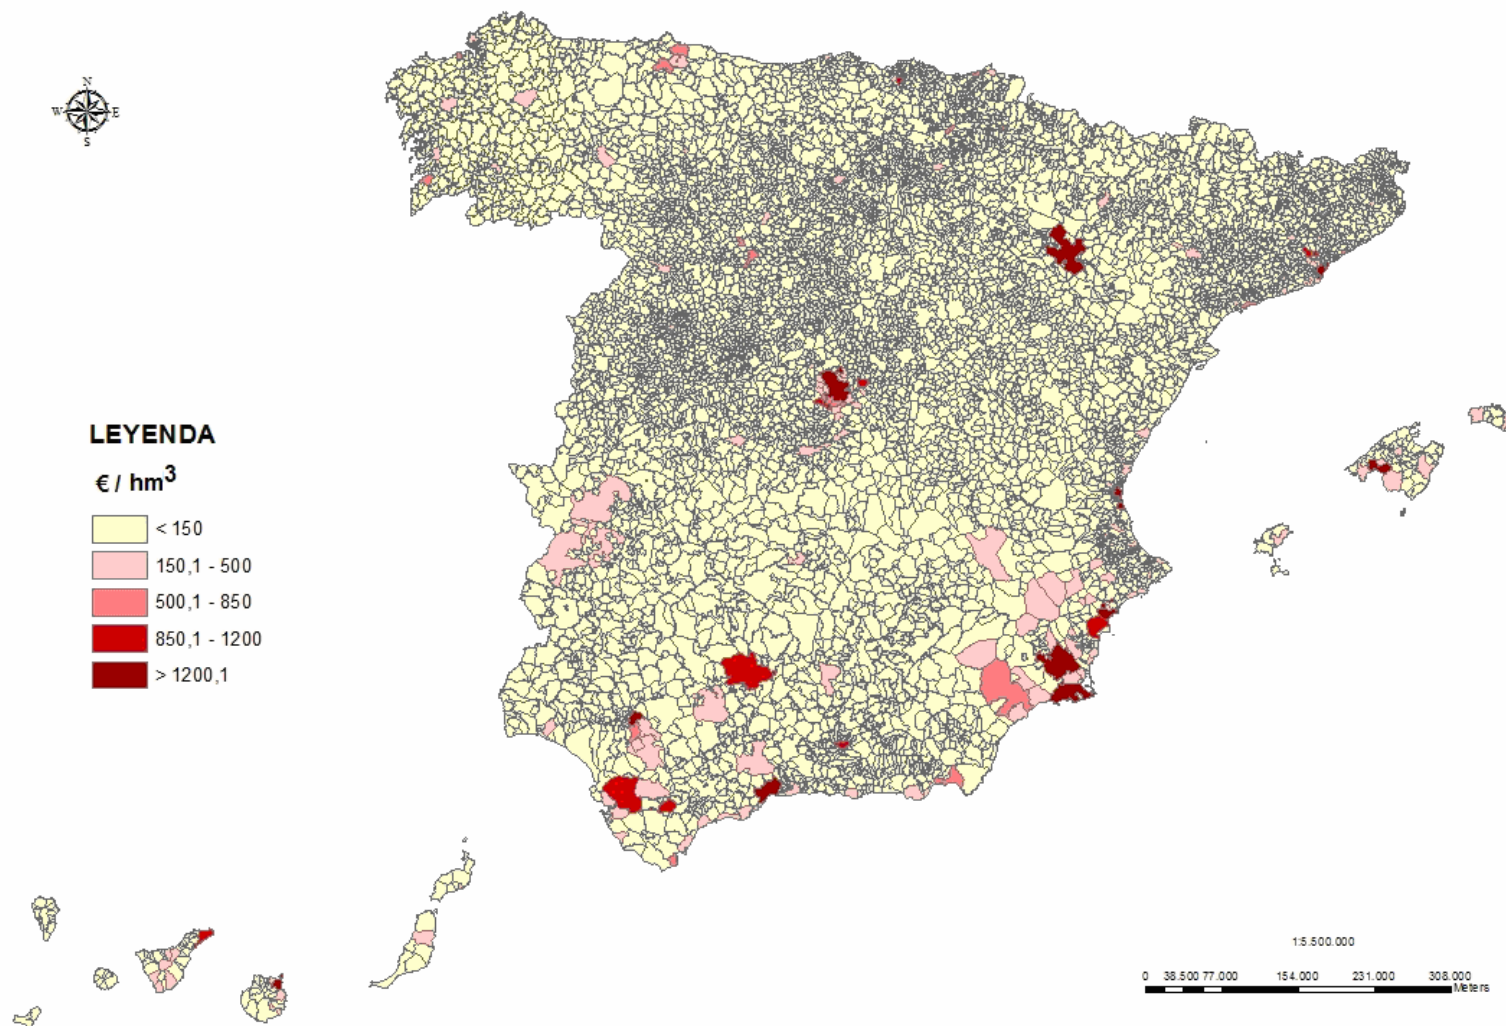 N
W E
S
LEYENDA
€ / hm3
< 150
150,1 - 500
500,1 - 850
850,1 - 1200
> 1200,1
1:5.500.000
0 38.500 77.000 154.000 231.000 308.000
Meters